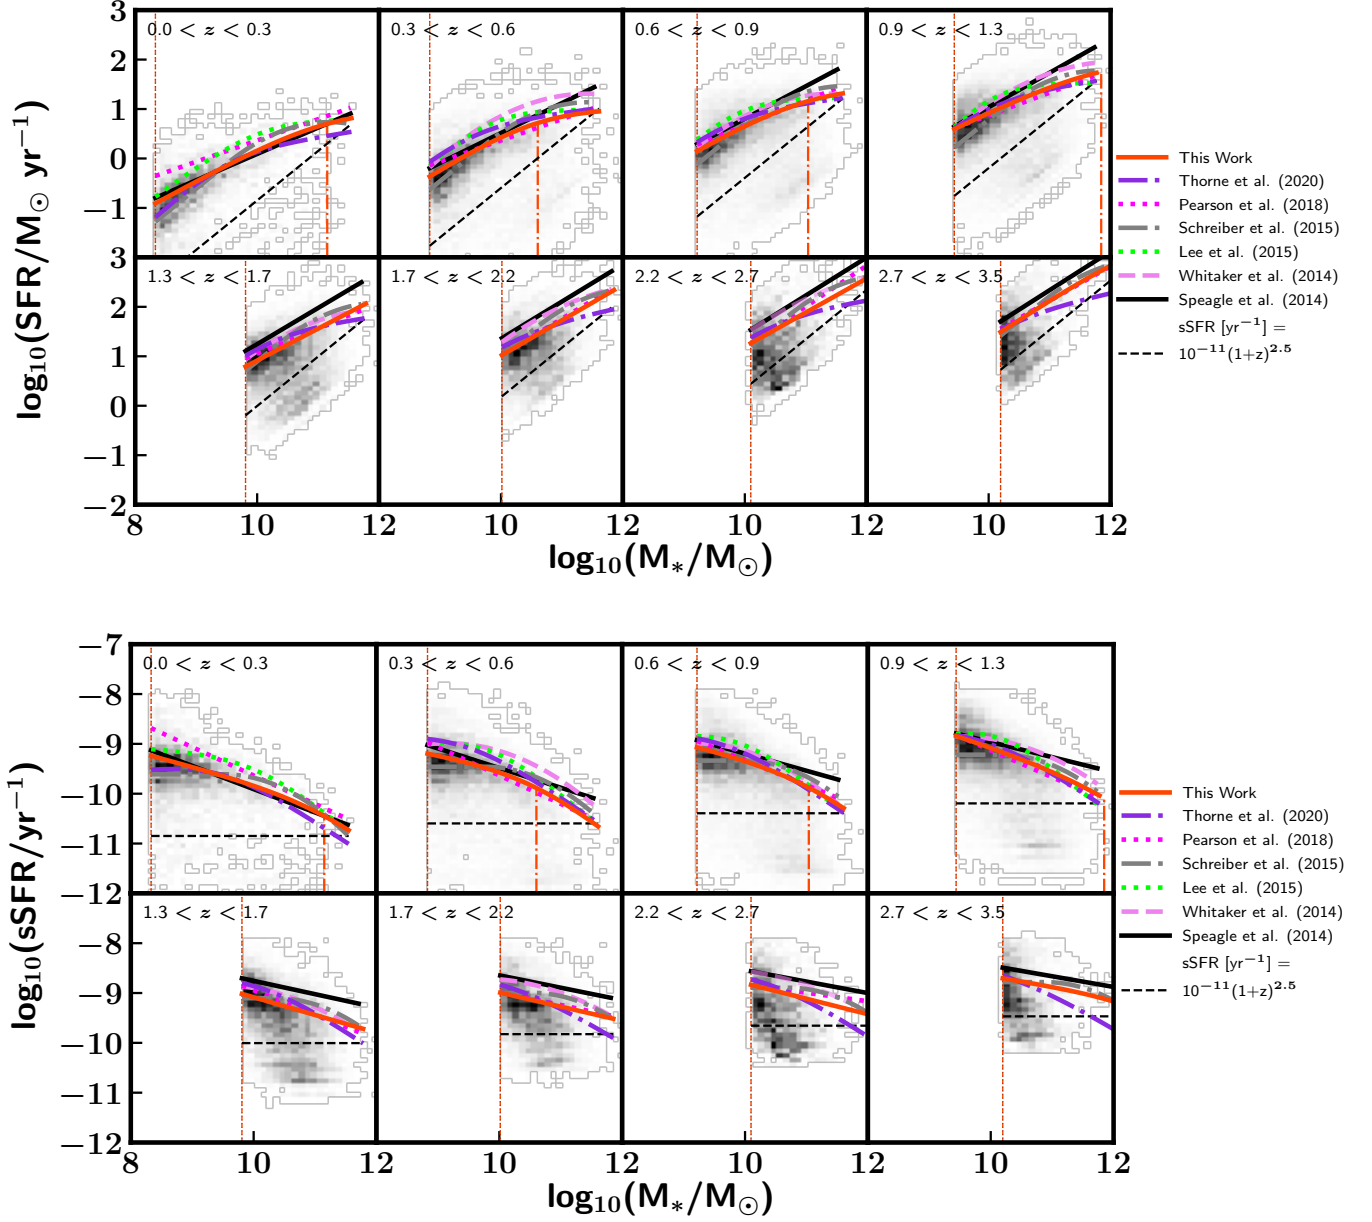 0.0 < z < 0.3
0.3 < z < 0.6
0.6 < z < 0.9
0.9 < z < 1.3
3
2
1
0
−1
3
1.3 < z < 1.7
1.7 < z < 2.2
2.2 < z < 2.7
2.7 < z < 3.5
2
1
0
−1
−2
8
10
12
10
12
10
12
10
12
log₁₀(SFR/M⊙ yr⁻¹)
log₁₀(M*/M⊙)
This Work
Thorne et al. (2020)
Pearson et al. (2018)
Schreiber et al. (2015)
Lee et al. (2015)
Whitaker et al. (2014)
Speagle et al. (2014)
sSFR [yr⁻¹] =
10⁻¹¹(1+z)²·⁵
0.0 < z < 0.3
0.3 < z < 0.6
0.6 < z < 0.9
0.9 < z < 1.3
−7
−8
−9
−10
−11
−12
1.3 < z < 1.7
1.7 < z < 2.2
2.2 < z < 2.7
2.7 < z < 3.5
−8
−9
−10
−11
−12
8
10
12
10
12
10
12
10
12
log₁₀(sSFR/yr⁻¹)
log₁₀(M*/M⊙)
This Work
Thorne et al. (2020)
Pearson et al. (2018)
Schreiber et al. (2015)
Lee et al. (2015)
Whitaker et al. (2014)
Speagle et al. (2014)
sSFR [yr⁻¹] =
10⁻¹¹(1+z)²·⁵